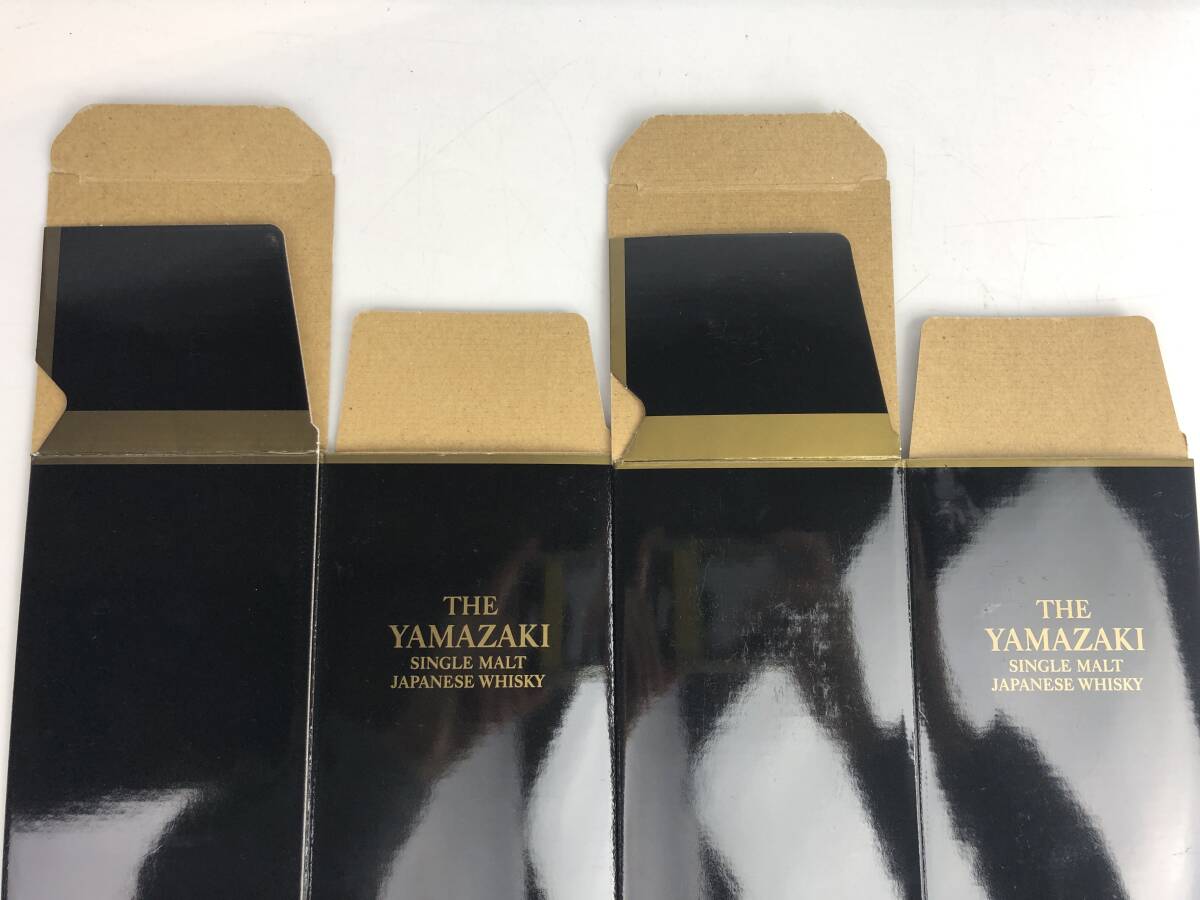 THE
YAMAZAKI
SINGLE MALT
JAPANESE WHISKY
THE
YAMAZAKI
SINGLE MALT
JAPANESE WHISKY